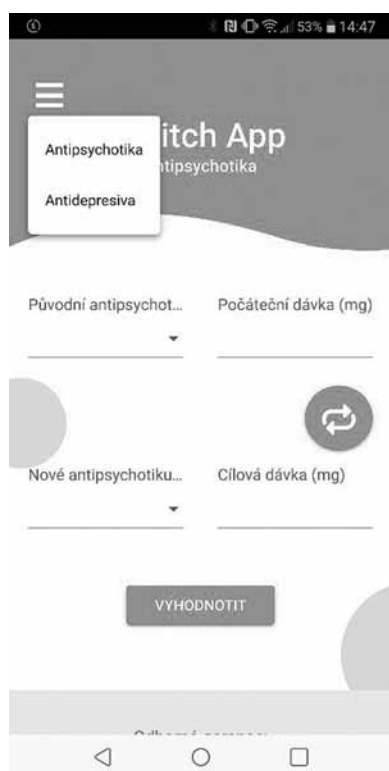 53% 14:47
itch App
ntipsychotika
Antipsychotika
Antidepresiva
Původní antipsychot... Počáteční dávka (mg)
Nové antipsychotiku... Cílová dávka (mg)
VYHODNOTIT